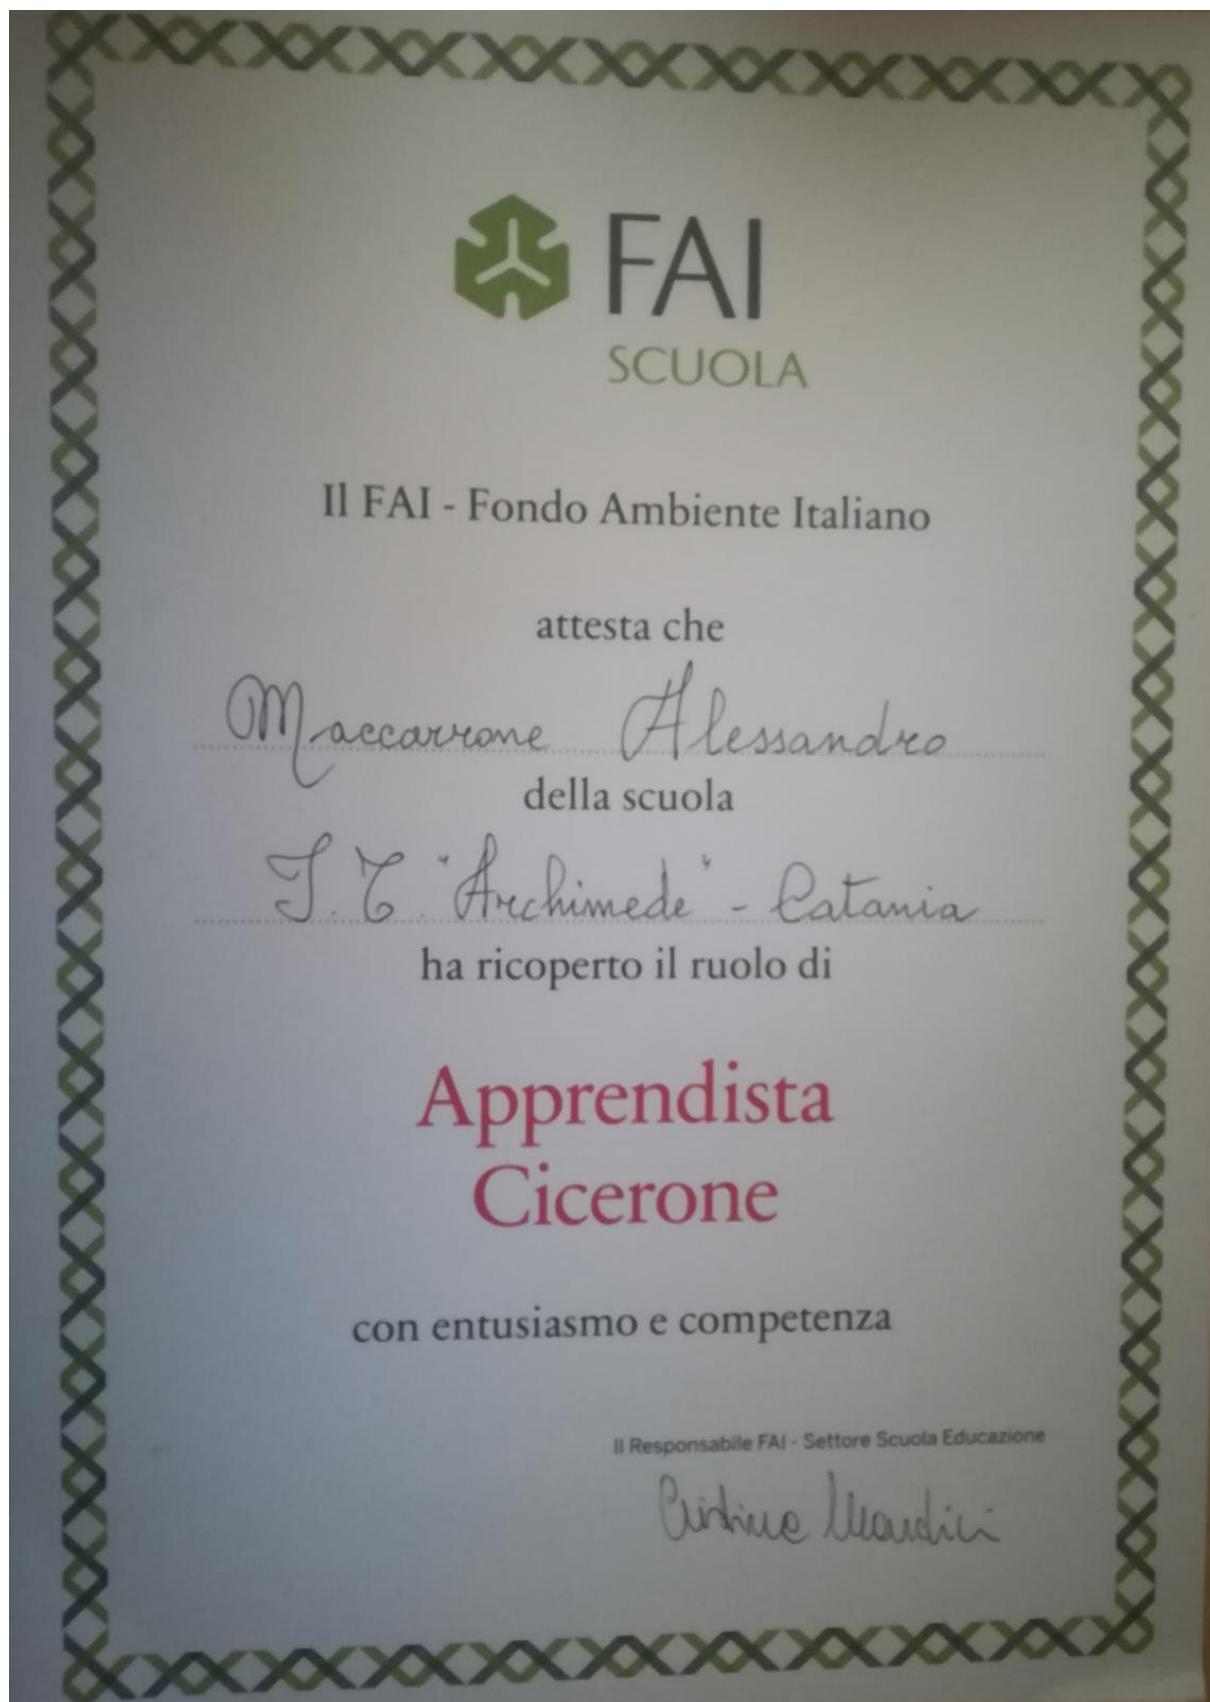 FAI
SCUOLA
Il FAI - Fondo Ambiente Italiano
attesta che
Maccarrone Alessandro
della scuola
I.T. "Archimede" - Catania
ha ricoperto il ruolo di
Apprendista
Cicerone
con entusiasmo e competenza
Il Responsabile FAI - Settore Scuola Educazione